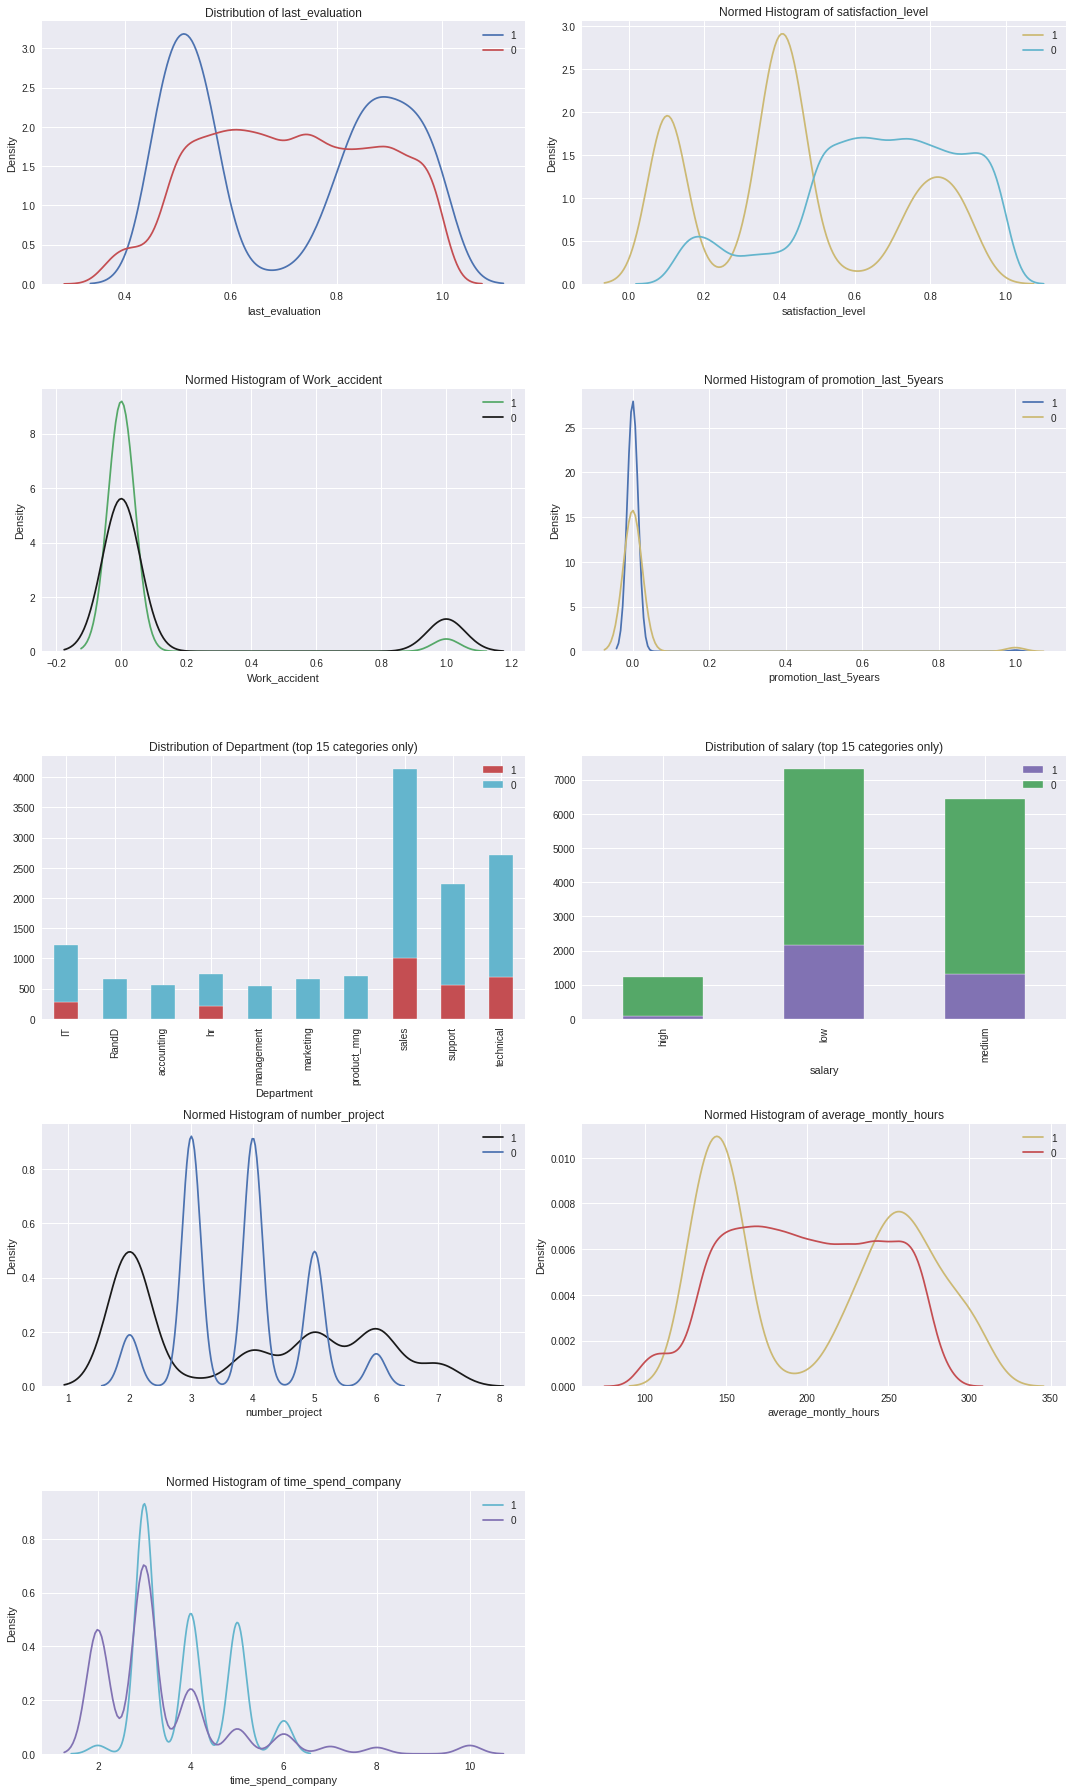 Distribution of last_evaluation
1
0
Density
3.0
2.5
2.0
1.5
1.0
0.5
0.0
0.4 0.6 0.8 1.0
last_evaluation
Normed Histogram of satisfaction_level
1
0
Density
3.0
2.5
2.0
1.5
1.0
0.5
0.0
0.0 0.2 0.4 0.6 0.8 1.0
satisfaction_level
Normed Histogram of Work_accident
1
0
Density
8
6
4
2
0
−0.2 0.0 0.2 0.4 0.6 0.8 1.0 1.2
Work_accident
Normed Histogram of promotion_last_5years
1
0
Density
25
20
15
10
5
0
0.0 0.2 0.4 0.6 0.8 1.0
promotion_last_5years
Distribution of Department (top 15 categories only)
1
0
4000
3500
3000
2500
2000
1500
1000
500
0
IT
RandD
accounting
hr
management
marketing
product_mng
sales
support
technical
Department
Distribution of salary (top 15 categories only)
1
0
7000
6000
5000
4000
3000
2000
1000
0
high
low
medium
salary
Normed Histogram of number_project
1
0
Density
0.8
0.6
0.4
0.2
0.0
1 2 3 4 5 6 7 8
number_project
Normed Histogram of average_montly_hours
1
0
Density
0.010
0.008
0.006
0.004
0.002
0.000
100 150 200 250 300 350
average_montly_hours
Normed Histogram of time_spend_company
1
0
Density
0.8
0.6
0.4
0.2
0.0
2 4 6 8 10
time_spend_company